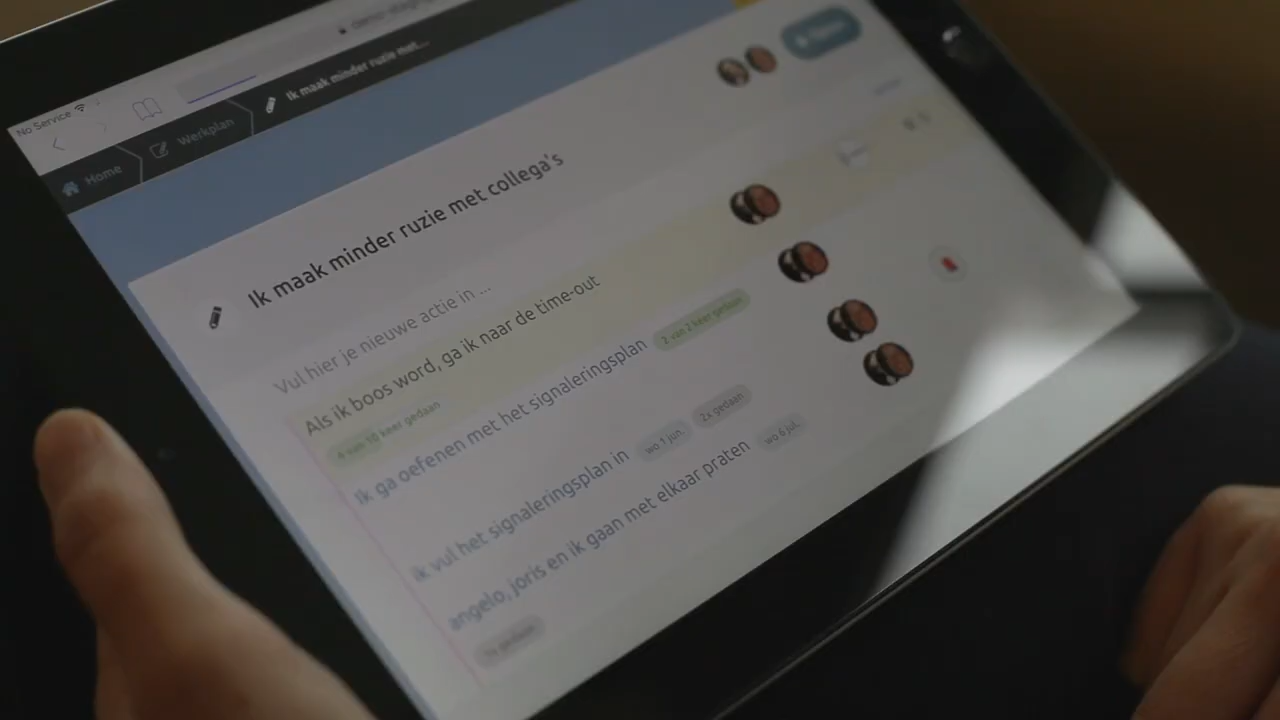 No Service
Home
Werkplan
Ik maak minder ruzie met...
Ik maak minder ruzie met collega's
Vul hier je nieuwe actie in ...
Als ik boos word, ga ik naar de time-out
4 van 10 keer gedaan
Ik ga oefenen met het signaleringsplan
2 van 2 keer gedaan
ik vul het signaleringsplan in
wo 1 jun.
2x gedaan
angelo, joris en ik gaan met elkaar praten
wo 6 jul.
1x gedaan